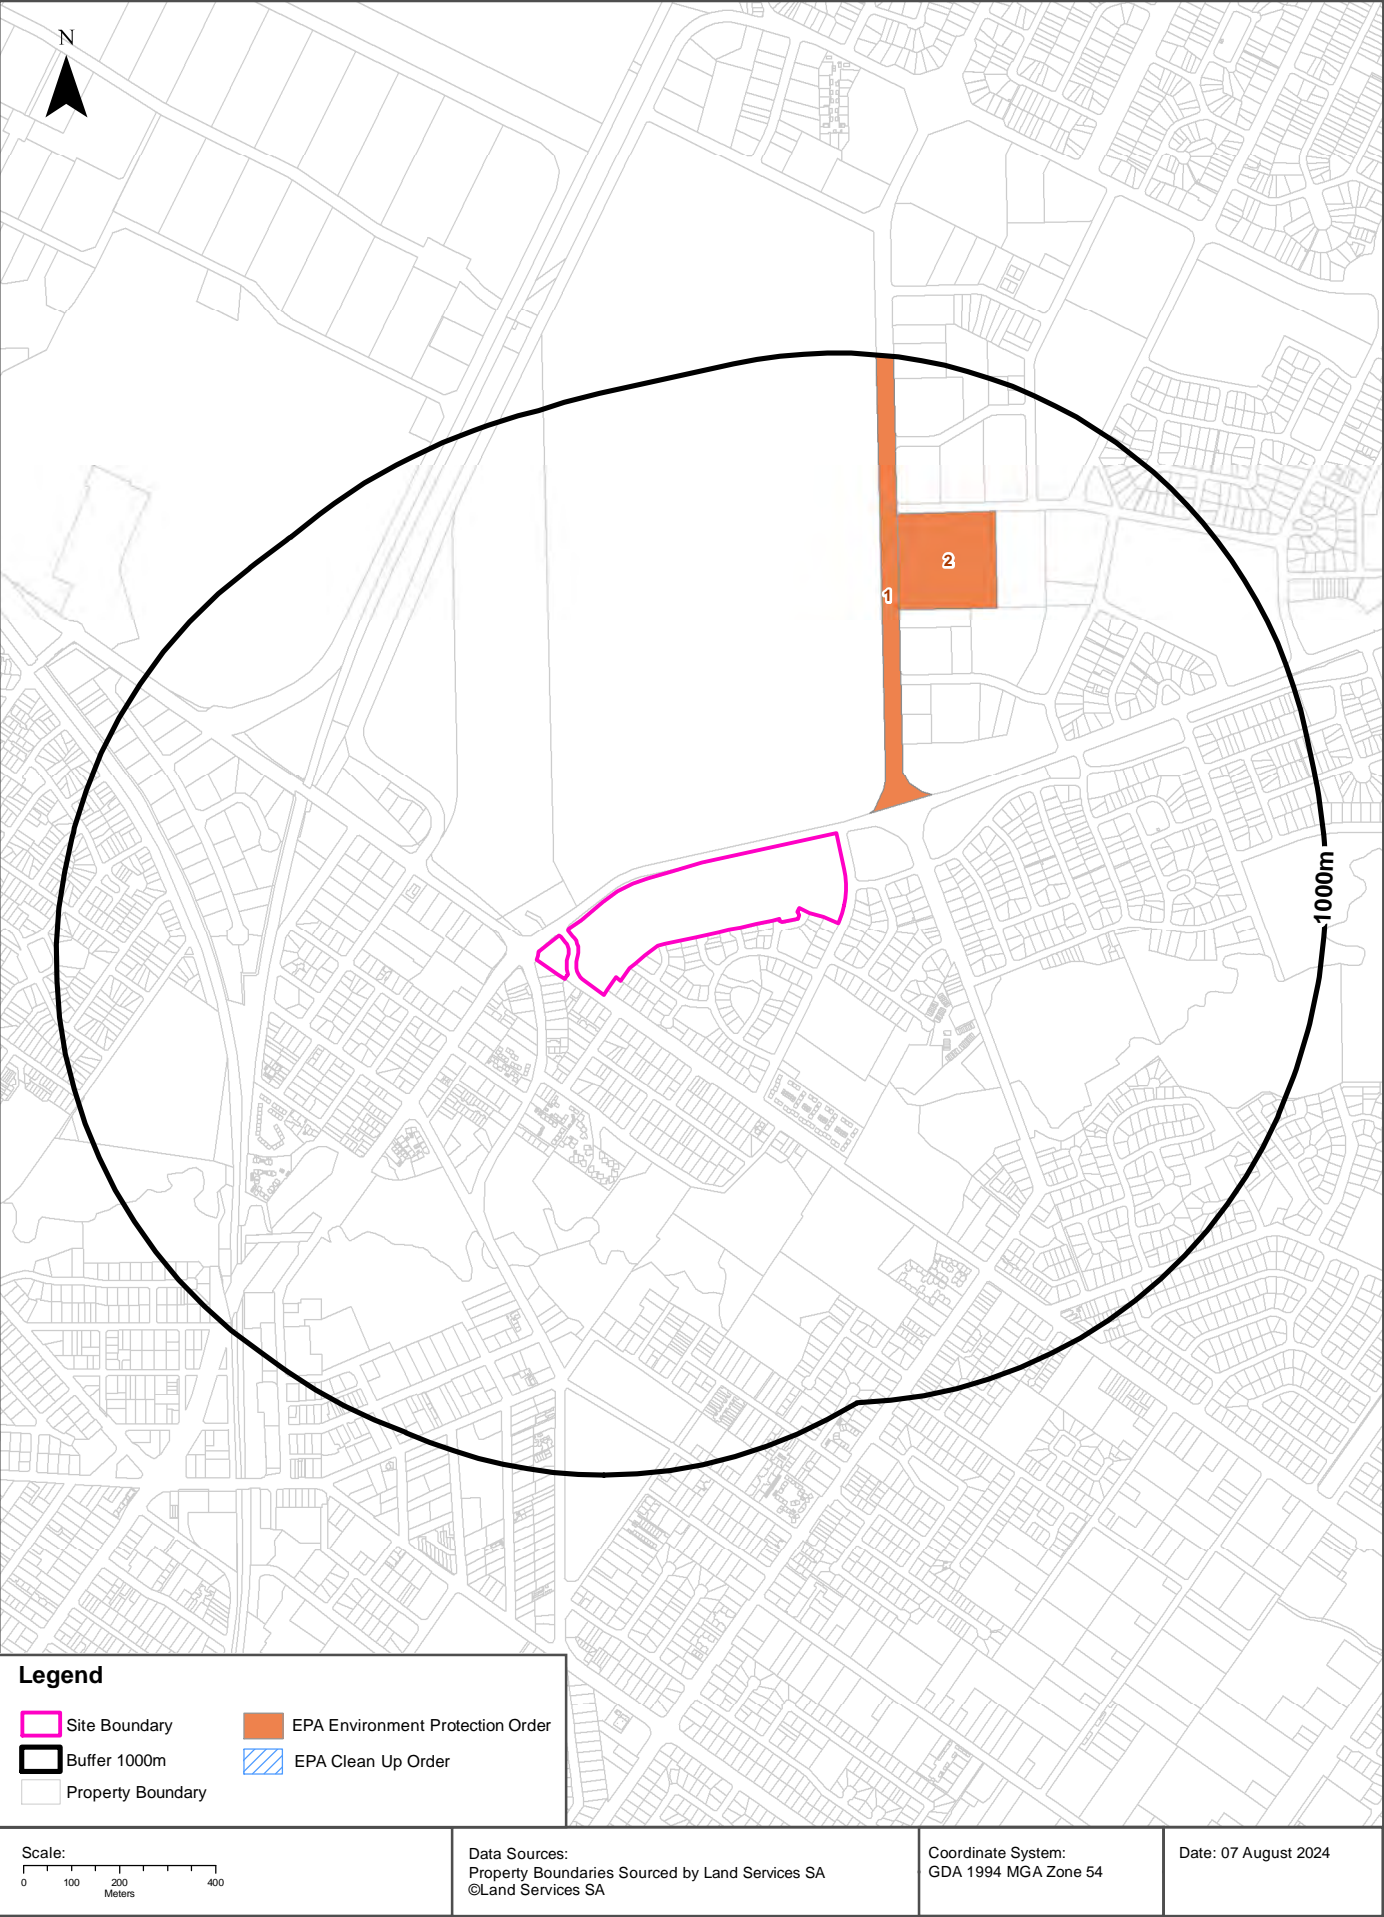 N
2
1
1000m
Legend
Site Boundary
EPA Environment Protection Order
Buffer 1000m
EPA Clean Up Order
Property Boundary
Scale:
0 100 200 400
Meters
Data Sources:
Property Boundaries Sourced by Land Services SA
©Land Services SA
Coordinate System:
GDA 1994 MGA Zone 54
Date: 07 August 2024